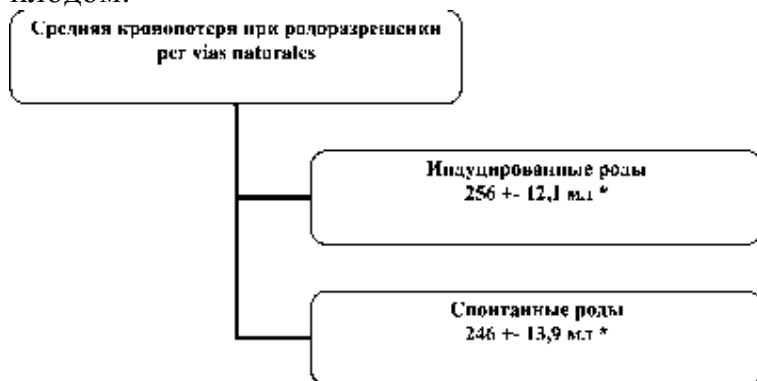 плодом.
Средняя кровопотеря при родоразрешении
per vias naturales
Индуцированные роды
256 +- 12,1 мл *
Спонтанные роды
246 +- 13,9 мл *